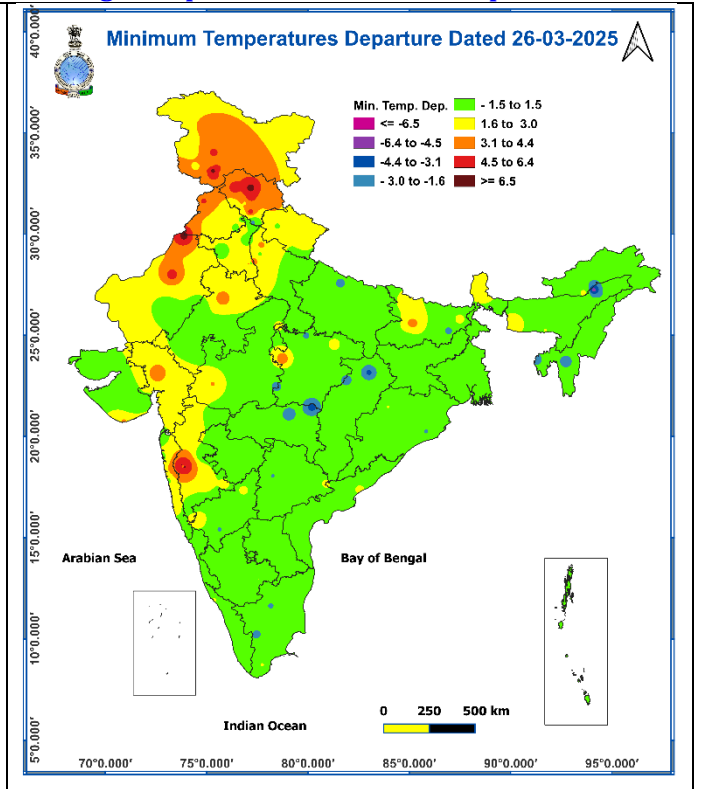 Minimum Temperatures Departure Dated 26-03-2025
Min. Temp. Dep.
<= -6.5
-6.4 to -4.5
-4.4 to -3.1
- 3.0 to -1.6
- 1.5 to 1.5
1.6 to 3.0
3.1 to 4.4
4.5 to 6.4
>= 6.5
40°0.000'
35°0.000'
30°0.000'
25°0.000'
20°0.000'
15°0.000'
10°0.000'
5°0.000'
Arabian Sea
Bay of Bengal
Indian Ocean
0 250 500 km
70°0.000' 75°0.000' 80°0.000' 85°0.000' 90°0.000' 95°0.000'